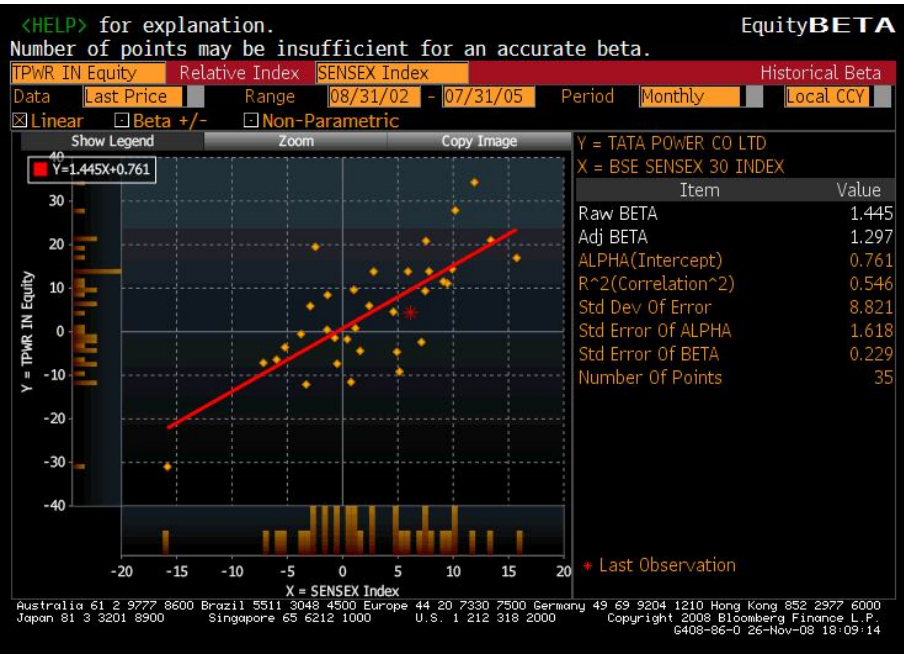 <HELP> for explanation. EquityBETA
Number of points may be insufficient for an accurate beta.
TPWR IN Equity Relative Index SENSEX Index Historical Beta
Data Last Price Range 08/31/02 - 07/31/05 Period Monthly Local CCY
Linear Beta +/- Non-Parametric
Show Legend Zoom Copy Image
Y = TATA POWER CO LTD
X = BSE SENSEX 30 INDEX
Item Value
Raw BETA 1.445
Adj BETA 1.297
ALPHA(Intercept) 0.761
R^2(Correlation^2) 0.546
Std Dev Of Error 8.821
Std Error Of ALPHA 1.618
Std Error Of BETA 0.229
Number Of Points 35
* Last Observation
Y=1.445X+0.761
40
30
20
10
0
-10
-20
-30
-40
Y = TPWR IN Equity
-20 -15 -10 -5 0 5 10 15 20
X = SENSEX Index
Australia 61 2 9777 8600 Brazil 5511 3048 4500 Europe 44 20 7330 7500 Germany 49 69 9204 1210 Hong Kong 852 2977 6000
Japan 81 3 3201 8900 Singapore 65 6212 1000 U.S. 1 212 318 2000 Copyright 2008 Bloomberg Finance L.P.
G408-86-0 26-Nov-08 18:09:14